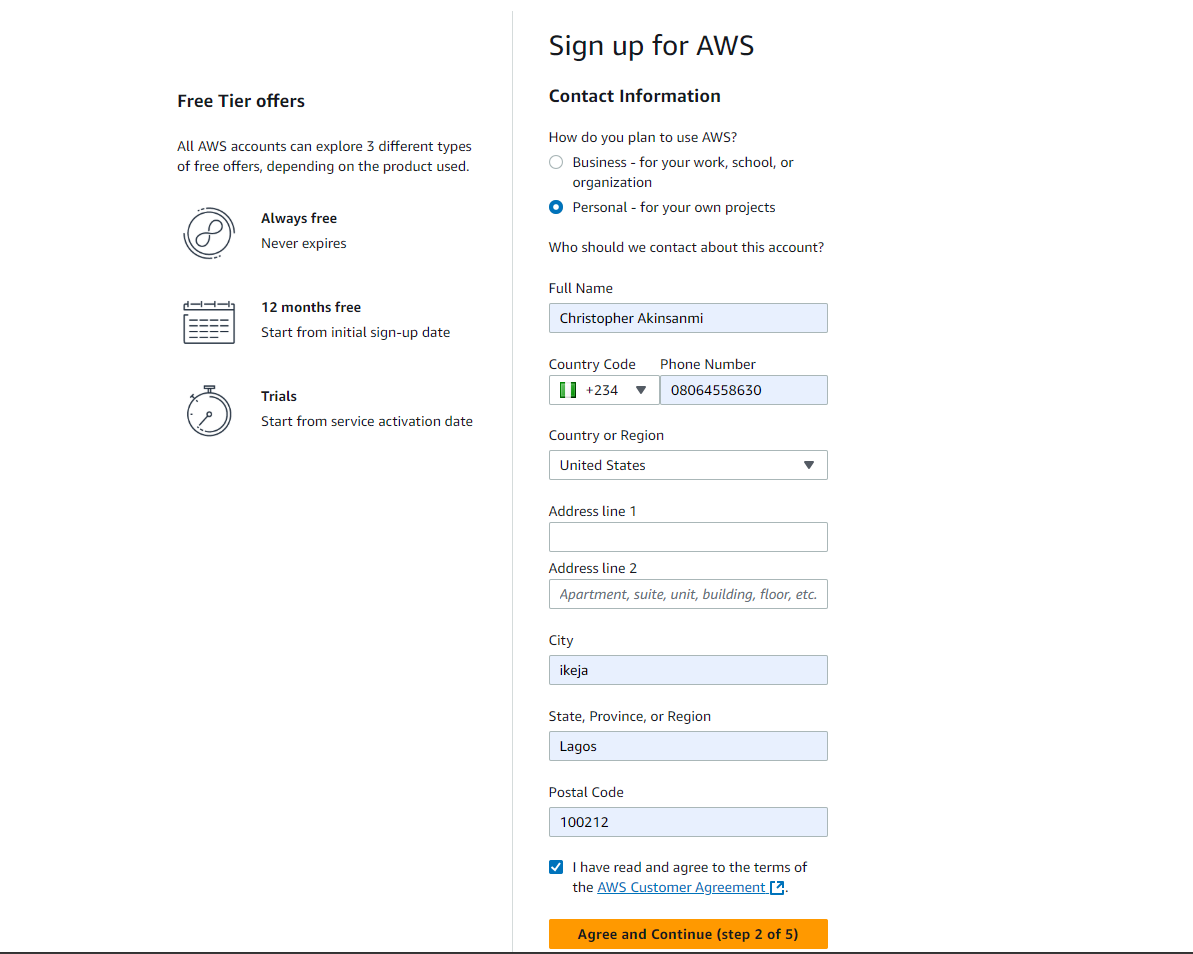 Free Tier offers
All AWS accounts can explore 3 different types
of free offers, depending on the product used.
Always free
Never expires
12 months free
Start from initial sign-up date
Trials
Start from service activation date
Sign up for AWS
Contact Information
How do you plan to use AWS?
Business - for your work, school, or
organization
Personal - for your own projects
Who should we contact about this account?
Full Name
Christopher Akinsanmi
Country Code Phone Number
+234 08064558630
Country or Region
United States
Address line 1
Address line 2
Apartment, suite, unit, building, floor, etc.
City
ikeja
State, Province, or Region
Lagos
Postal Code
100212
I have read and agree to the terms of
the AWS Customer Agreement.
Agree and Continue (step 2 of 5)